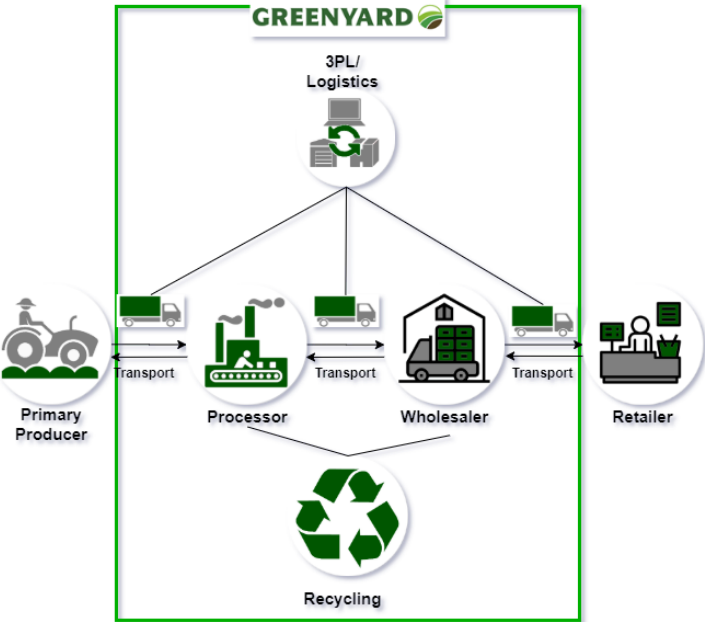 GREENYARD
3PL/
Logistics
Transport
Transport
Transport
Primary
Producer
Processor
Wholesaler
Retailer
Recycling